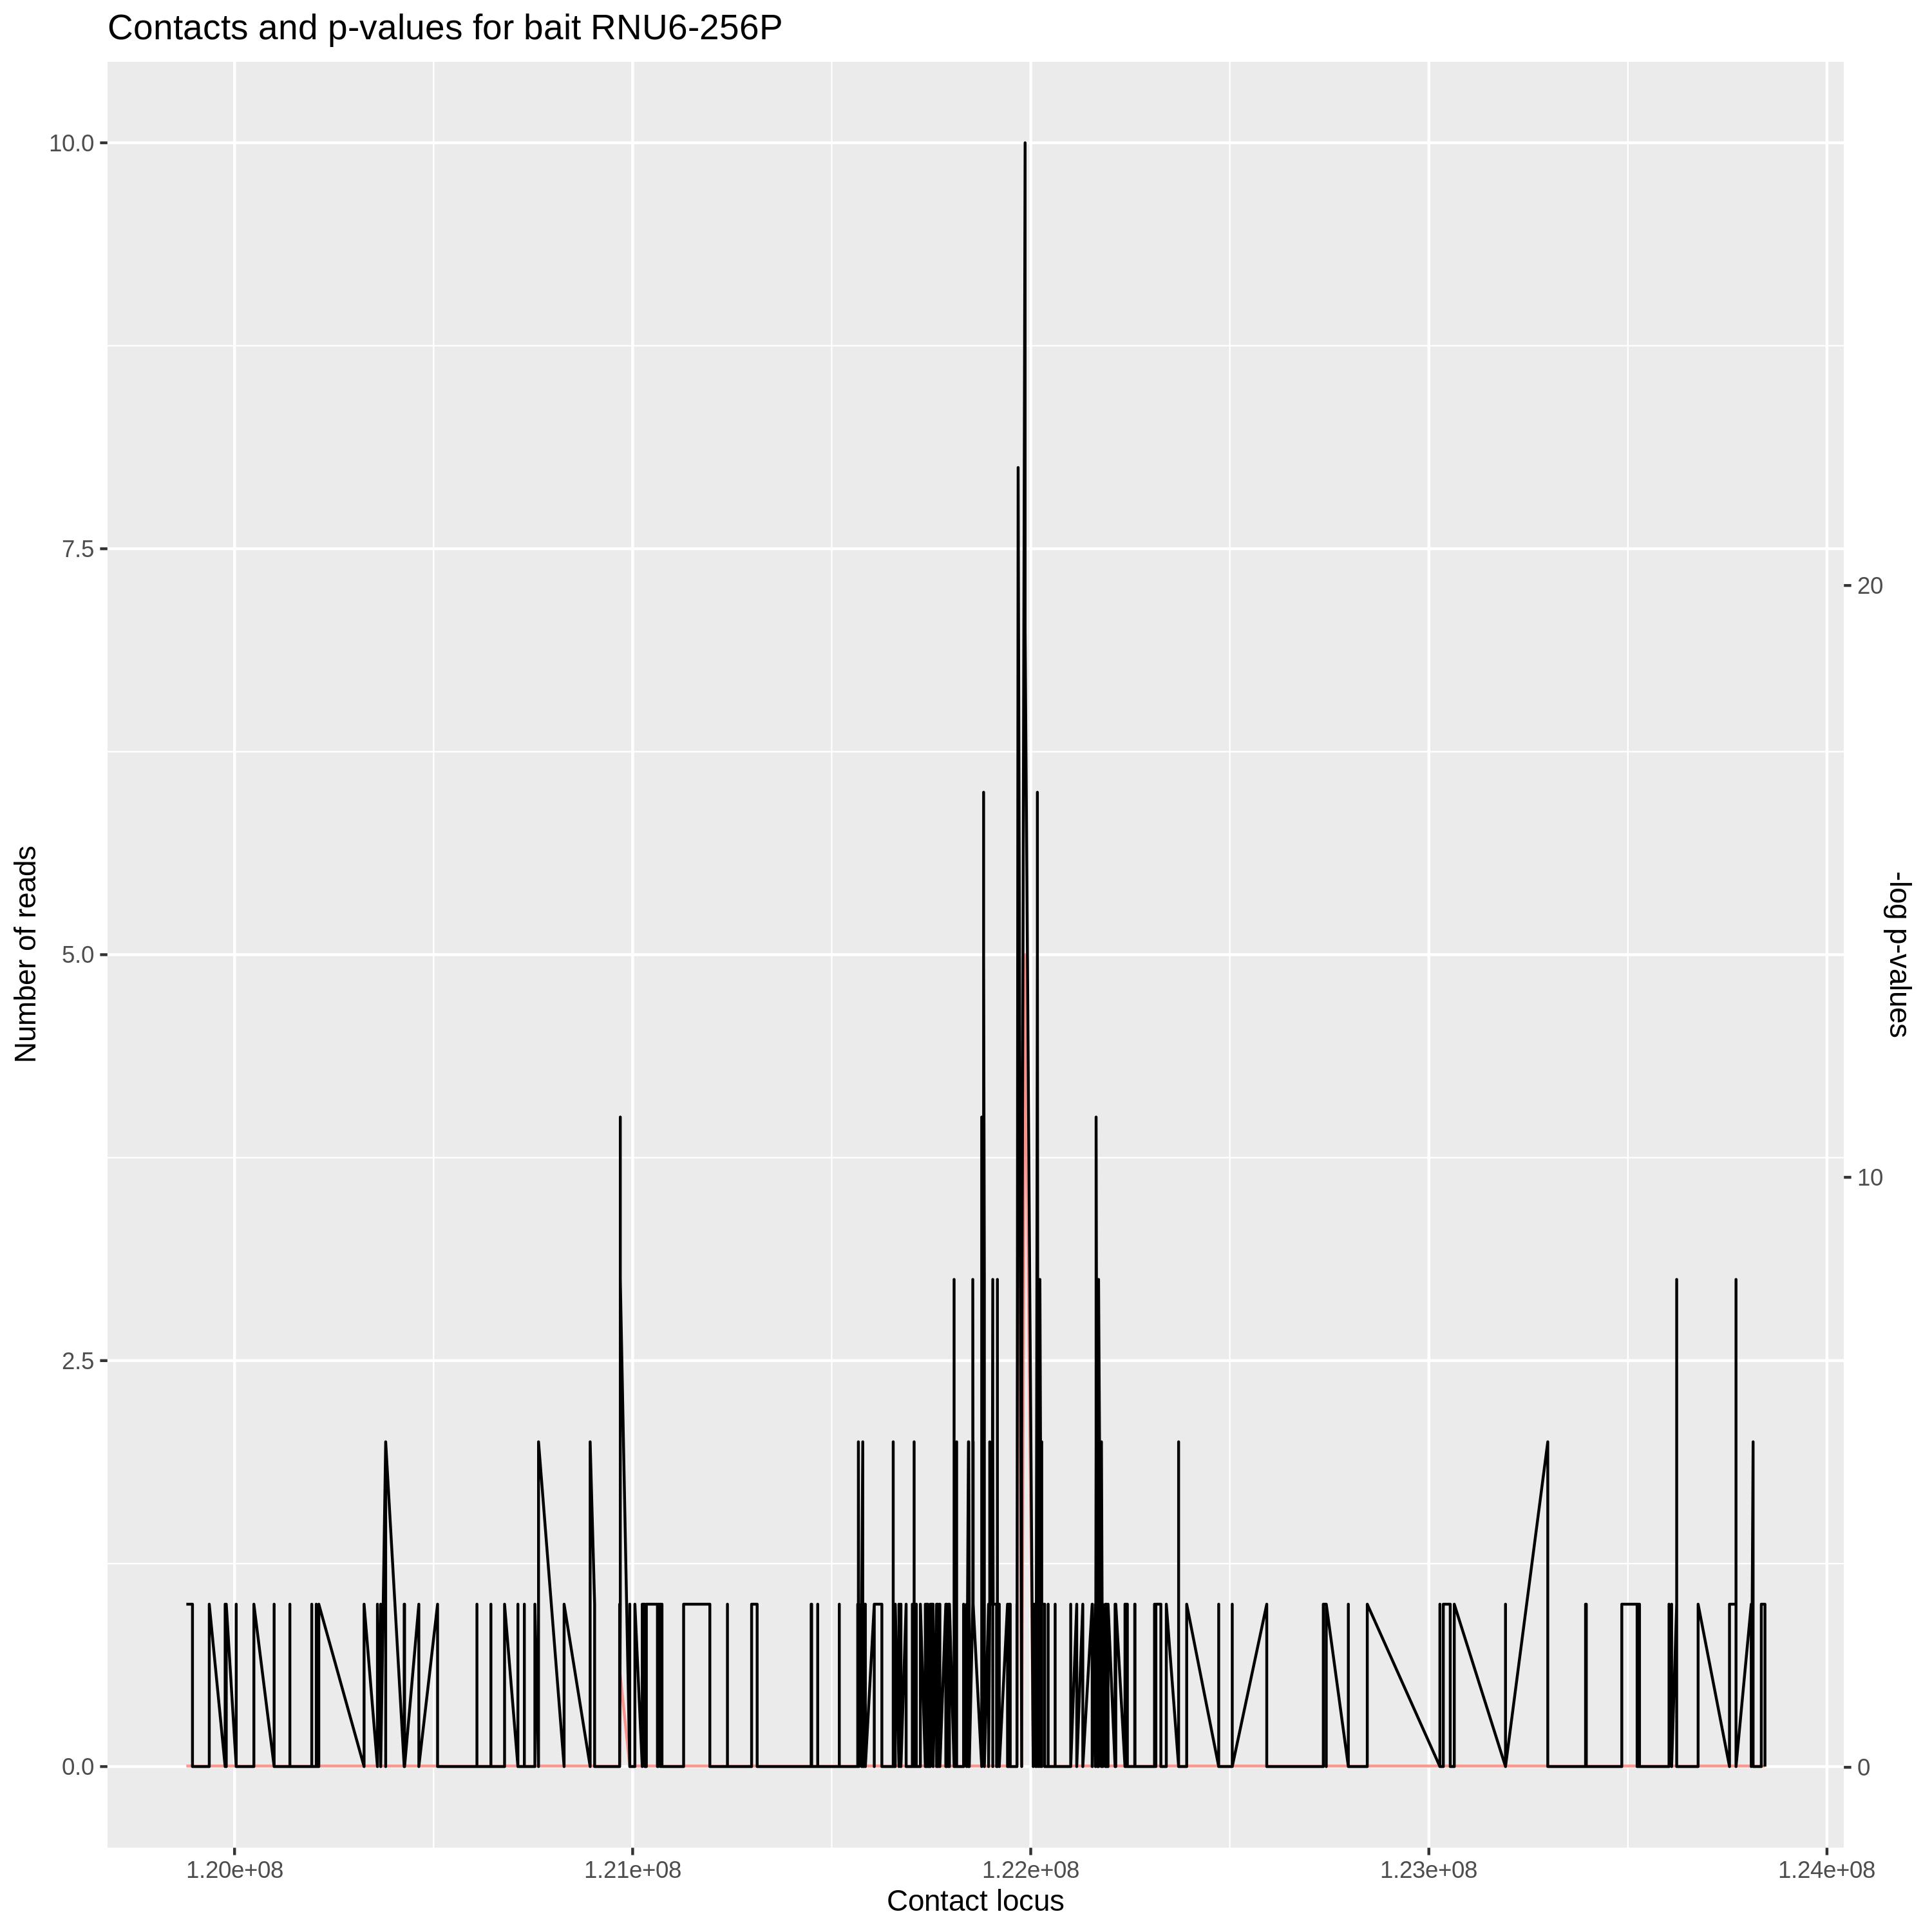 Contacts and p-values for bait RNU6-256P
10.0
7.5
5.0
2.5
0.0
Number of reads
20
10
0
-log p-values
1.20e+08
1.21e+08
1.22e+08
1.23e+08
1.24e+08
Contact locus